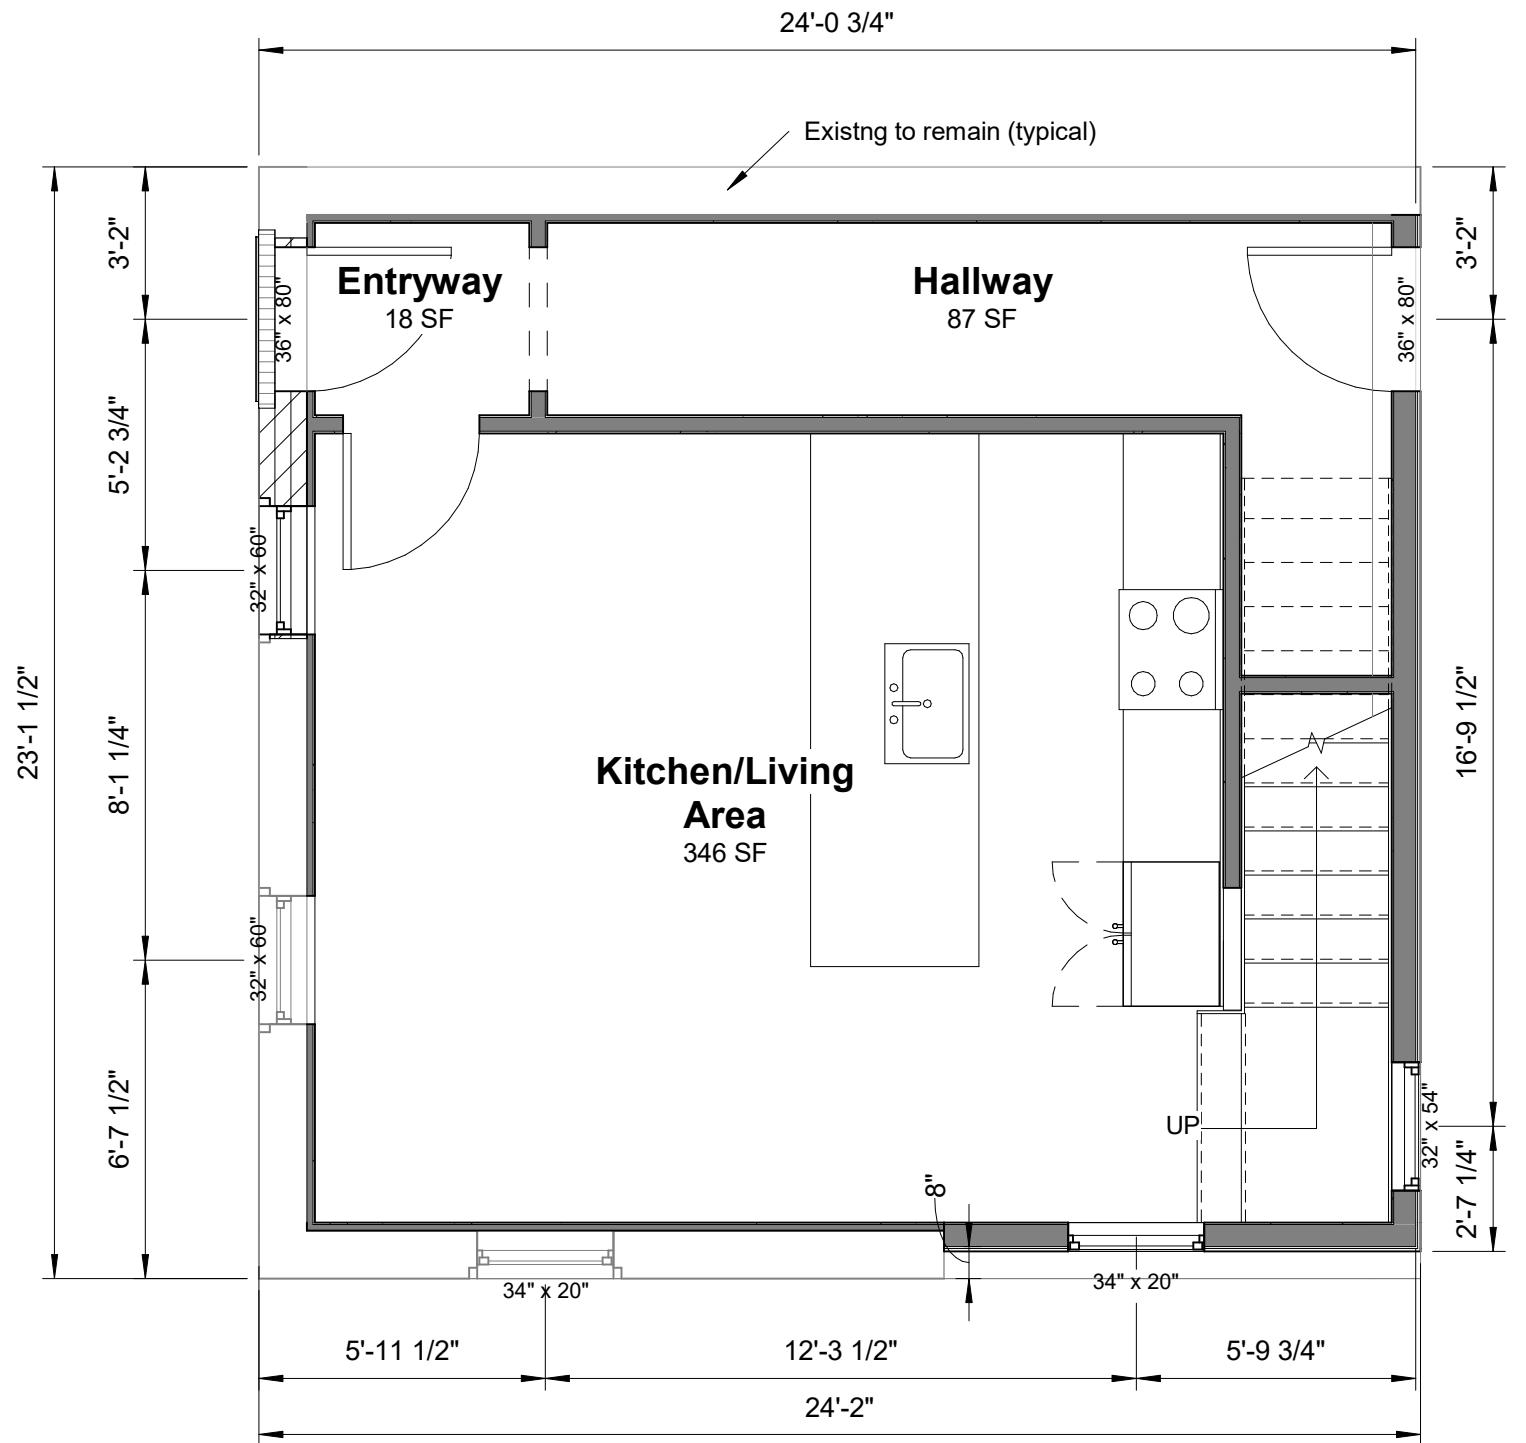 24'-0 3/4"
Existng to remain (typical)
3'-2"
3'-2"
Entryway
18 SF
Hallway
87 SF
36" x 80"
36" x 80"
5'-2 3/4"
32" x 60"
23'-1 1/2"
8'-1 1/4"
16'-9 1/2"
Kitchen/Living
Area
346 SF
32" x 60"
6'-7 1/2"
UP
32" x 54"
8"
2'-7 1/4"
34" x 20"
34" x 20"
5'-11 1/2"
12'-3 1/2"
5'-9 3/4"
24'-2"